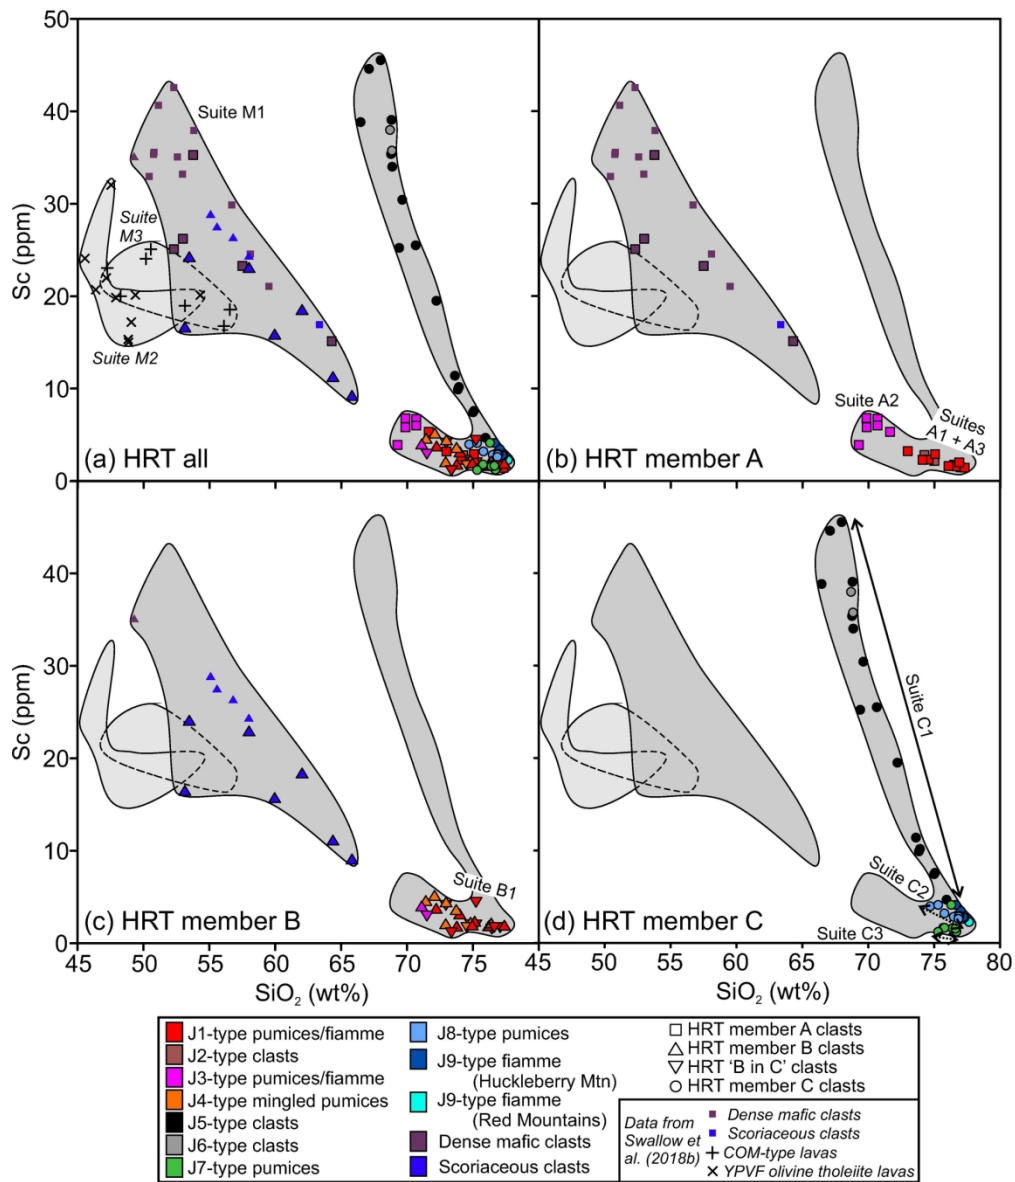 50
40
30
20
10
0
Sc (ppm)
Suite M1
Suite
M3
Suite M2
(a) HRT all
Suite A2
Suites
A1 + A3
(b) HRT member A
50
40
30
20
10
0
Sc (ppm)
Suite B1
(c) HRT member B
Suite C1
Suite C2
Suite C3
(d) HRT member C
45 50 55 60 65 70 75
SiO₂ (wt%)
45 50 55 60 65 70 75 80
SiO₂ (wt%)
J1-type pumices/fiamme
J2-type clasts
J3-type pumices/fiamme
J4-type mingled pumices
J5-type clasts
J6-type clasts
J7-type pumices
J8-type pumices
J9-type fiamme
(Huckleberry Mtn)
J9-type fiamme
(Red Mountains)
Dense mafic clasts
Scoriaceous clasts
HRT member A clasts
HRT member B clasts
HRT 'B in C' clasts
HRT member C clasts
Data from
Swallow et
al. (2018b)
Dense mafic clasts
Scoriaceous clasts
COM-type lavas
YPVF olivine tholeiite lavas